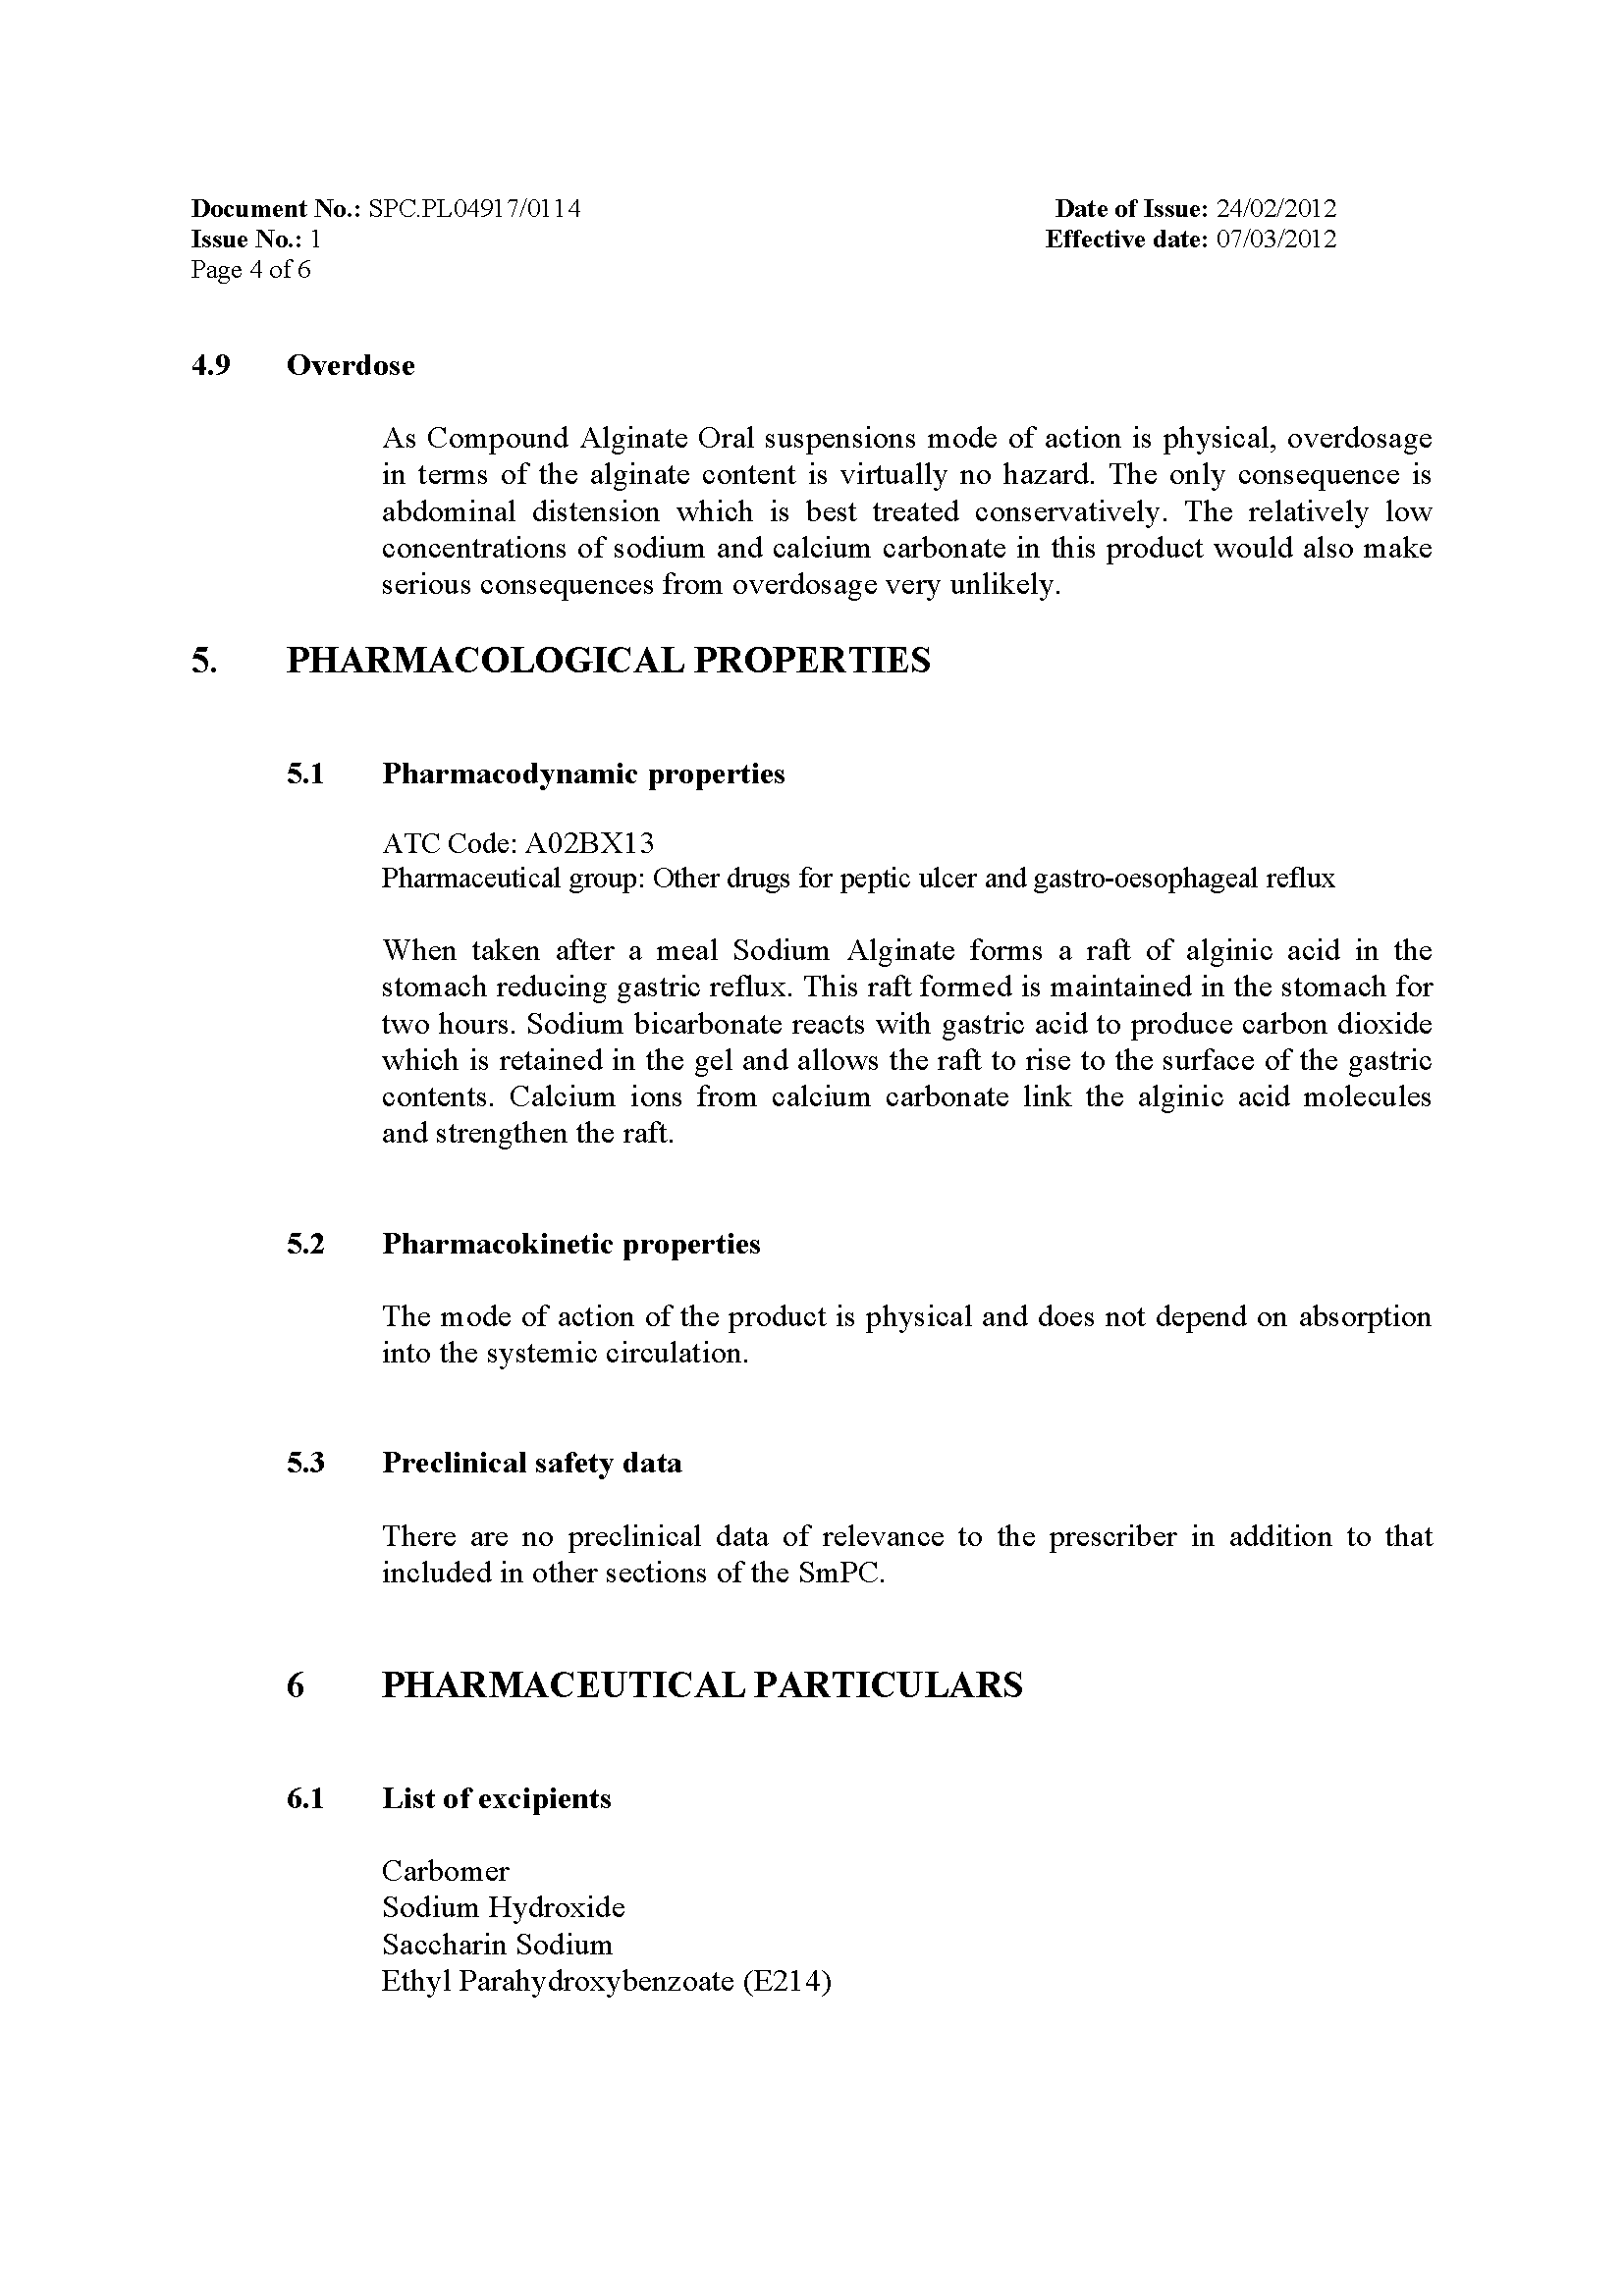 Document No.: SPC.PL04917/0114 Date of Issue: 24/02/2012
Issue No.: 1 Effective date: 07/03/2012
Page 4 of 6
4.9 Overdose
As Compound Alginate Oral suspensions mode of action is physical, overdosage
in terms of the alginate content is virtually no hazard. The only consequence is
abdominal distension which is best treated conservatively. The relatively low
concentrations of sodium and calcium carbonate in this product would also make
serious consequences from overdosage very unlikely.
5. PHARMACOLOGICAL PROPERTIES
5.1 Pharmacodynamic properties
ATC Code: A02BX13
Pharmaceutical group: Other drugs for peptic ulcer and gastro-oesophageal reflux
When taken after a meal Sodium Alginate forms a raft of alginic acid in the
stomach reducing gastric reflux. This raft formed is maintained in the stomach for
two hours. Sodium bicarbonate reacts with gastric acid to produce carbon dioxide
which is retained in the gel and allows the raft to rise to the surface of the gastric
contents. Calcium ions from calcium carbonate link the alginic acid molecules
and strengthen the raft.
5.2 Pharmacokinetic properties
The mode of action of the product is physical and does not depend on absorption
into the systemic circulation.
5.3 Preclinical safety data
There are no preclinical data of relevance to the prescriber in addition to that
included in other sections of the SmPC.
6 PHARMACEUTICAL PARTICULARS
6.1 List of excipients
Carbomer
Sodium Hydroxide
Saccharin Sodium
Ethyl Parahydroxybenzoate (E214)